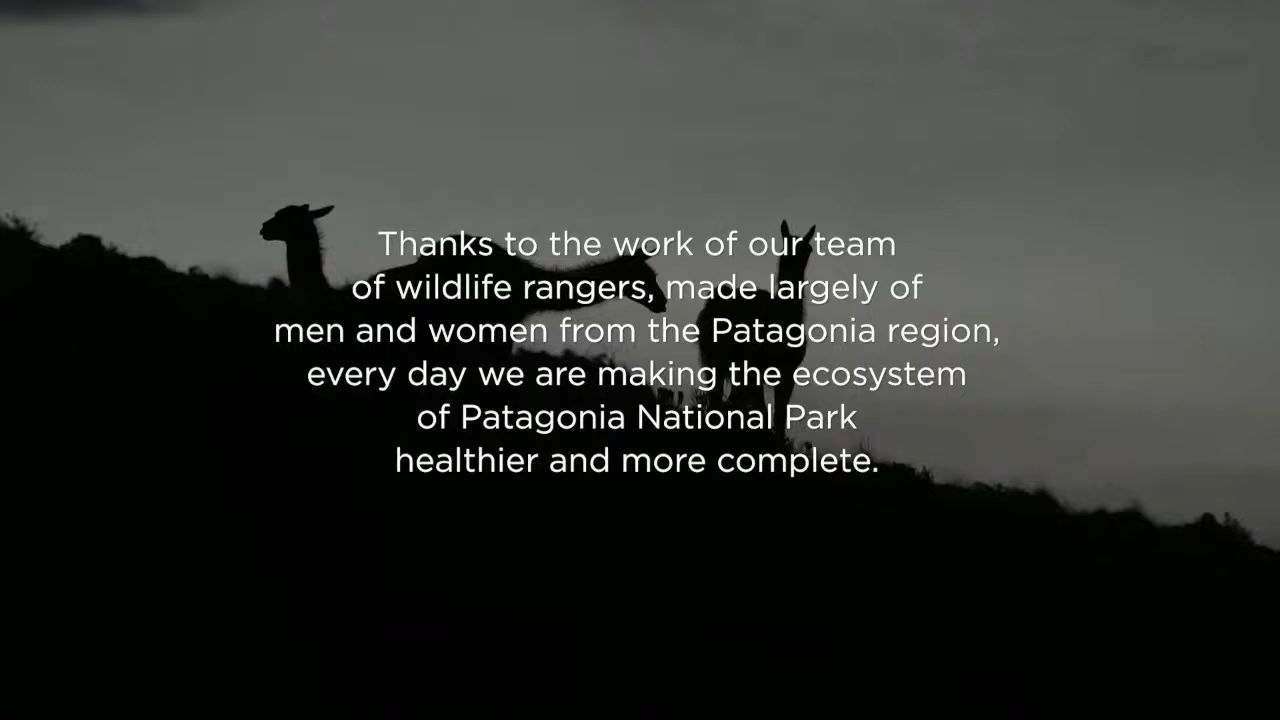 Thanks to the work of our team
of wildlife rangers, made largely of
men and women from the Patagonia region,
every day we are making the ecosystem
of Patagonia National Park
healthier and more complete.